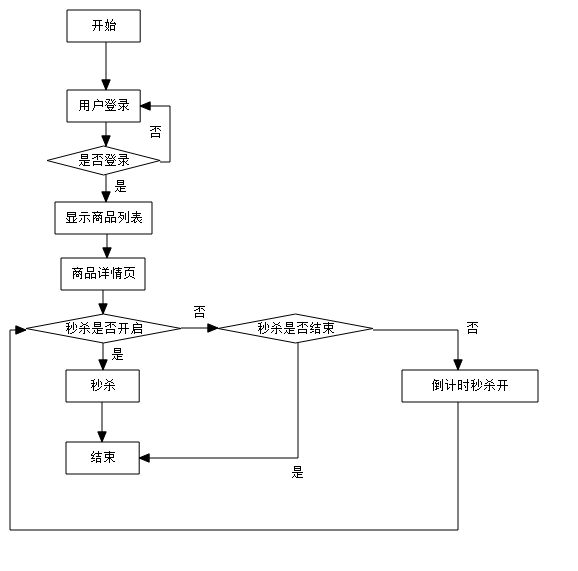 开始
用户登录
否
是否登录
是
显示商品列表
商品详情页
秒杀是否开启
否
秒杀是否结束
否
是
秒杀
倒计时秒杀开
结束
是